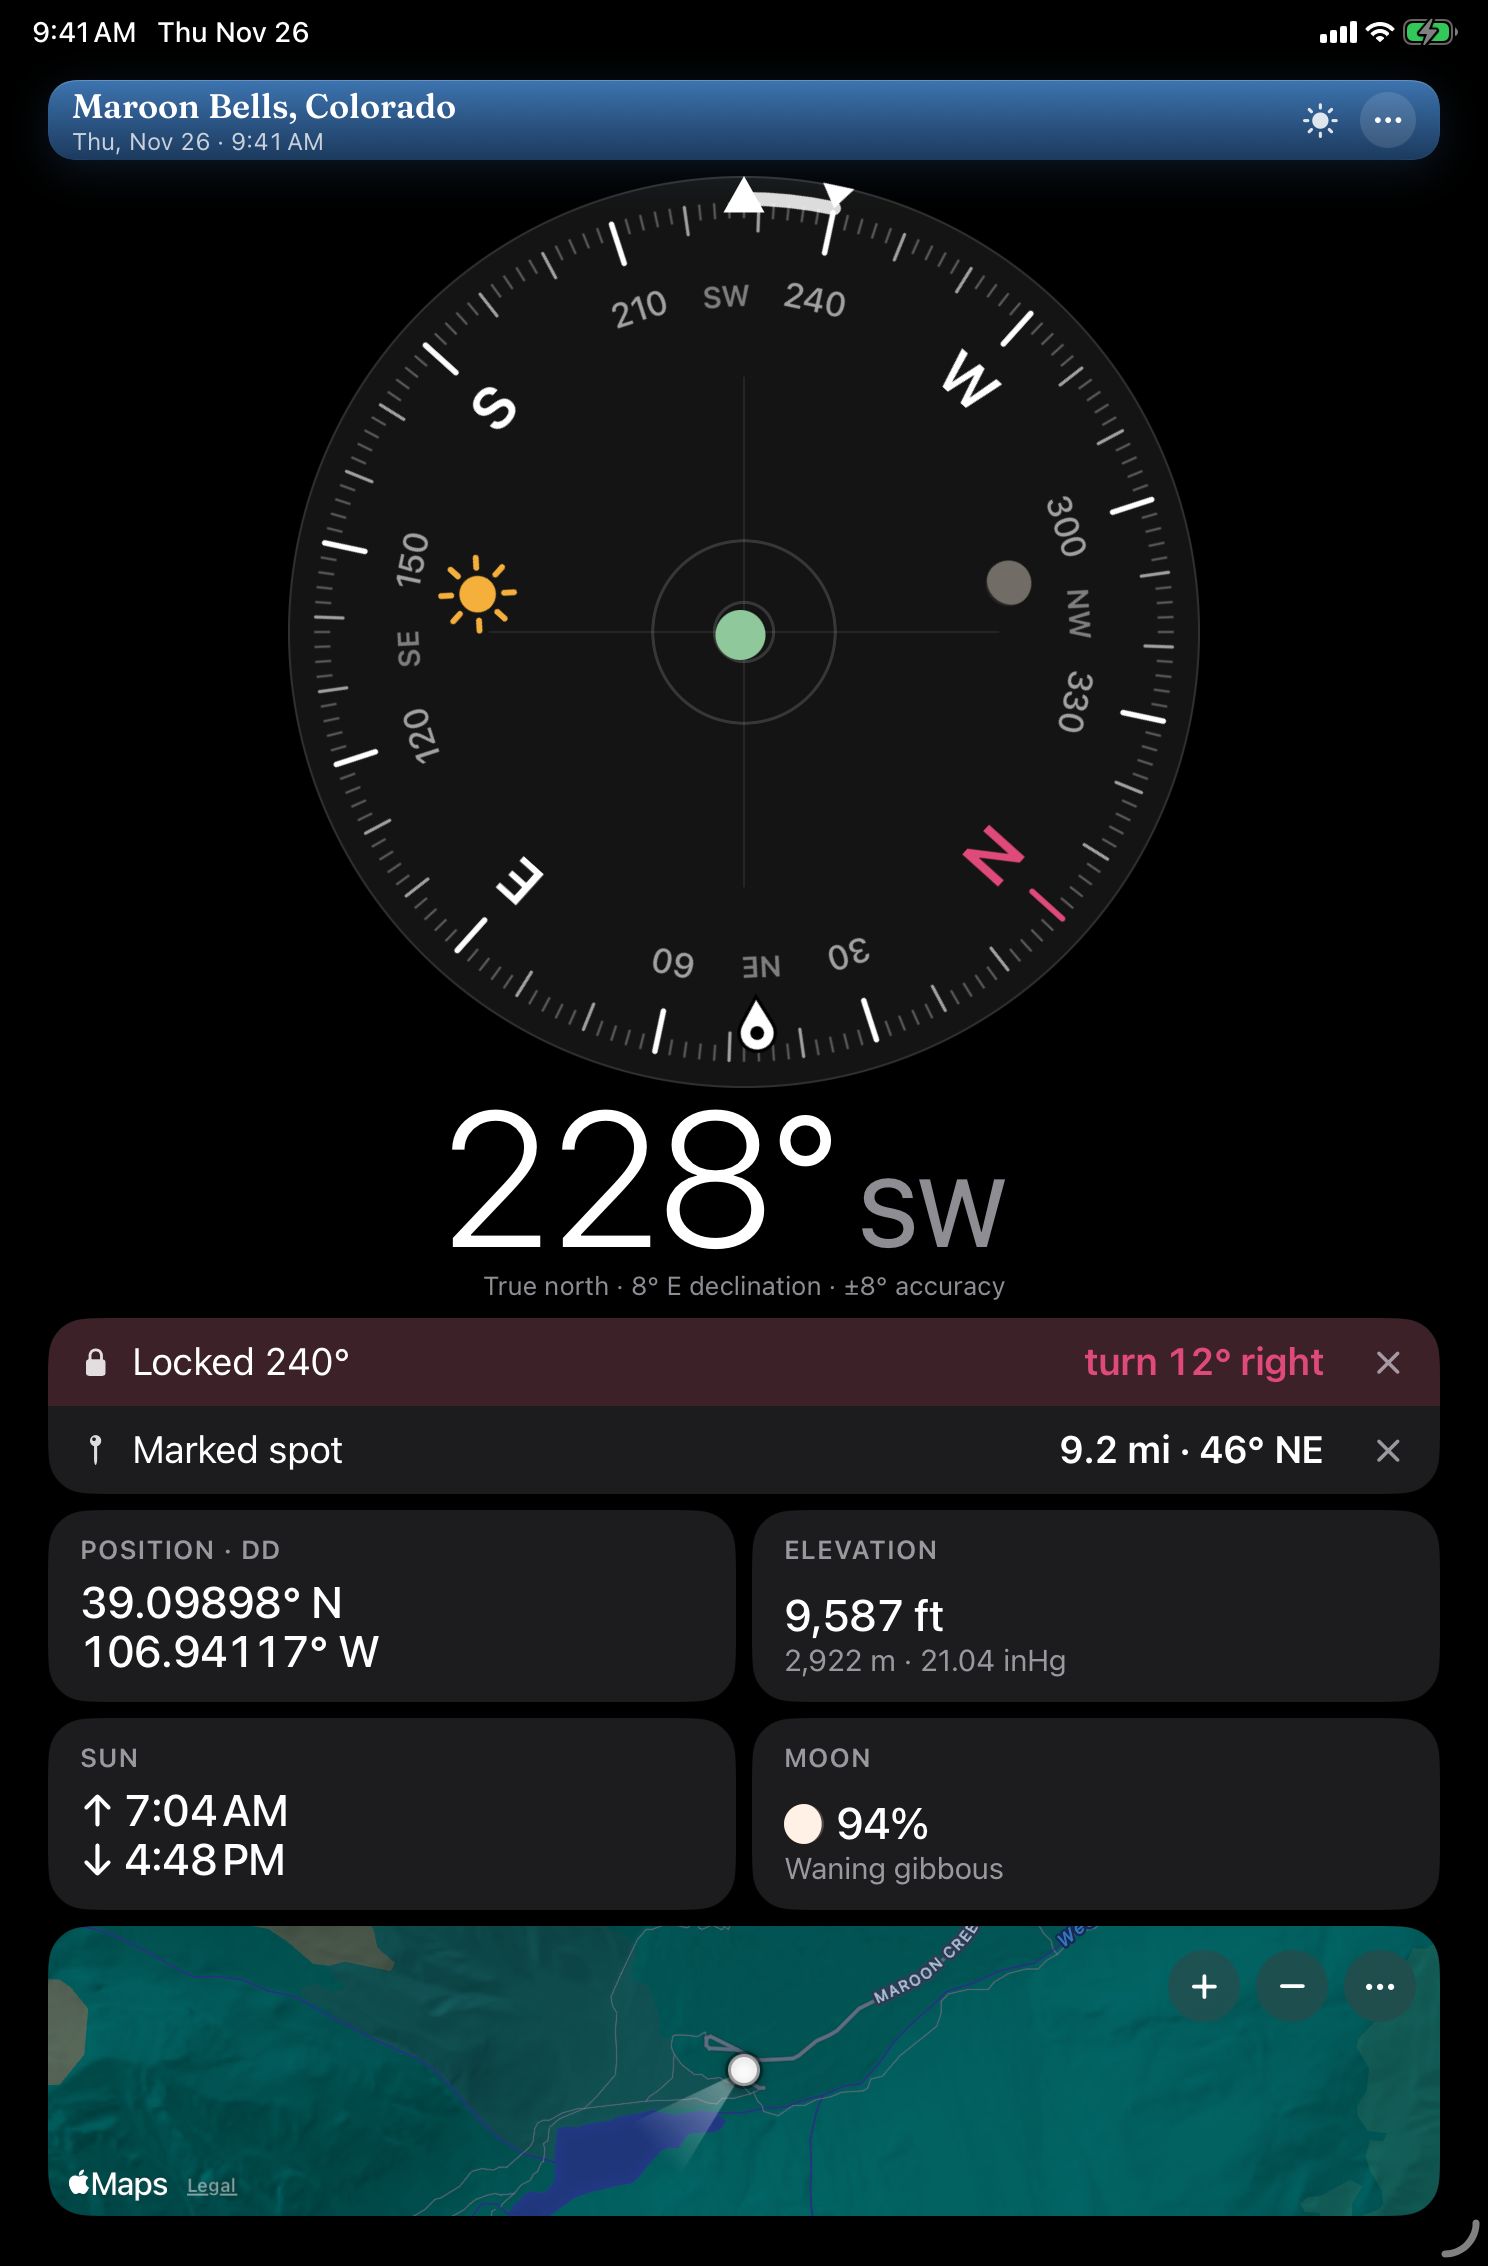 9:41 AM Thu Nov 26
Maroon Bells, Colorado
Thu, Nov 26 · 9:41 AM
210 SW 240
S W
150 300
SE NW
120 330
E N
60 NE 30
228° SW
True north · 8° E declination · ±8° accuracy
Locked 240° turn 12° right
Marked spot 9.2 mi · 46° NE
POSITION · DD
39.09898° N
106.94117° W
ELEVATION
9,587 ft
2,922 m · 21.04 inHg
SUN
↑ 7:04 AM
↓ 4:48 PM
MOON
94%
Waning gibbous
MAROON CREE
Wes
Maps Legal